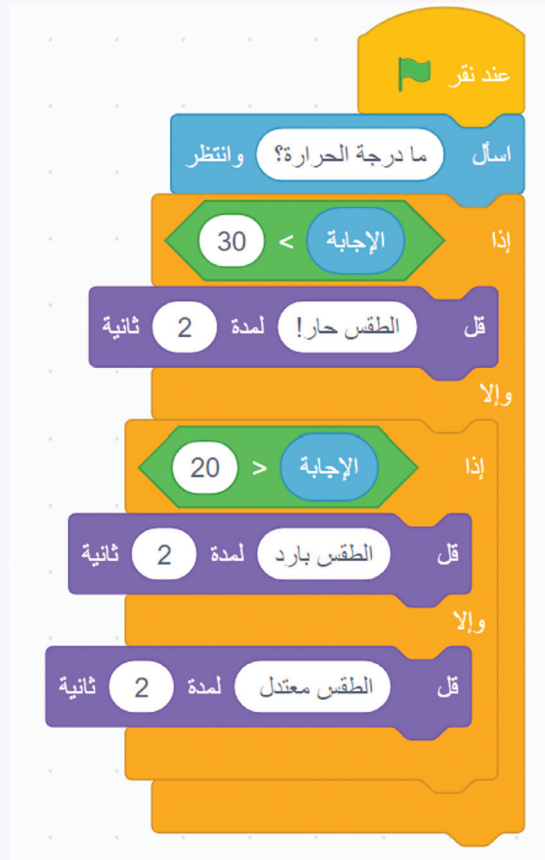 عند نقر
اسأل ما درجة الحرارة؟ وانتظر
إذا الإجابة > 30
قل الطقس حار! لمدة 2 ثانية
وإلا
إذا الإجابة < 20
قل الطقس بارد لمدة 2 ثانية
وإلا
قل الطقس معتدل لمدة 2 ثانية